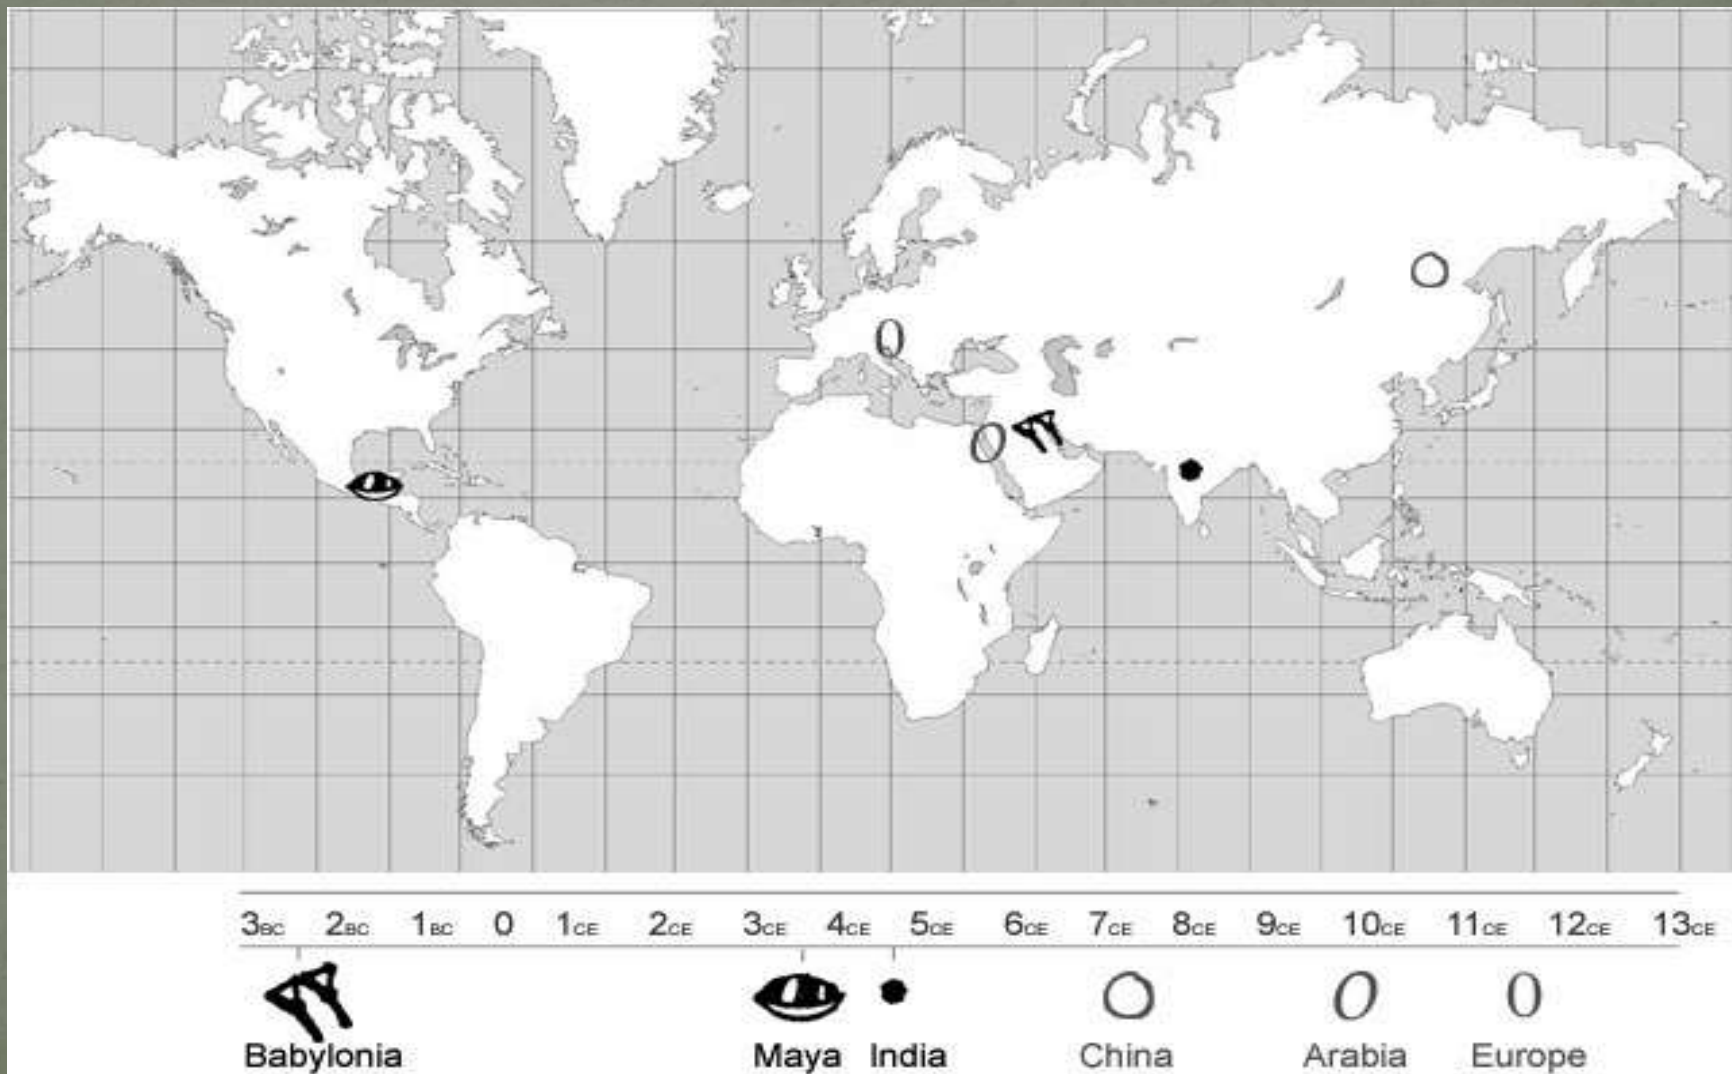 3BC 2BC 1BC 0 1CE 2CE 3CE 4CE 5CE 6CE 7CE 8CE 9CE 10CE 11CE 12CE 13CE
Babylonia Maya India China Arabia Europe